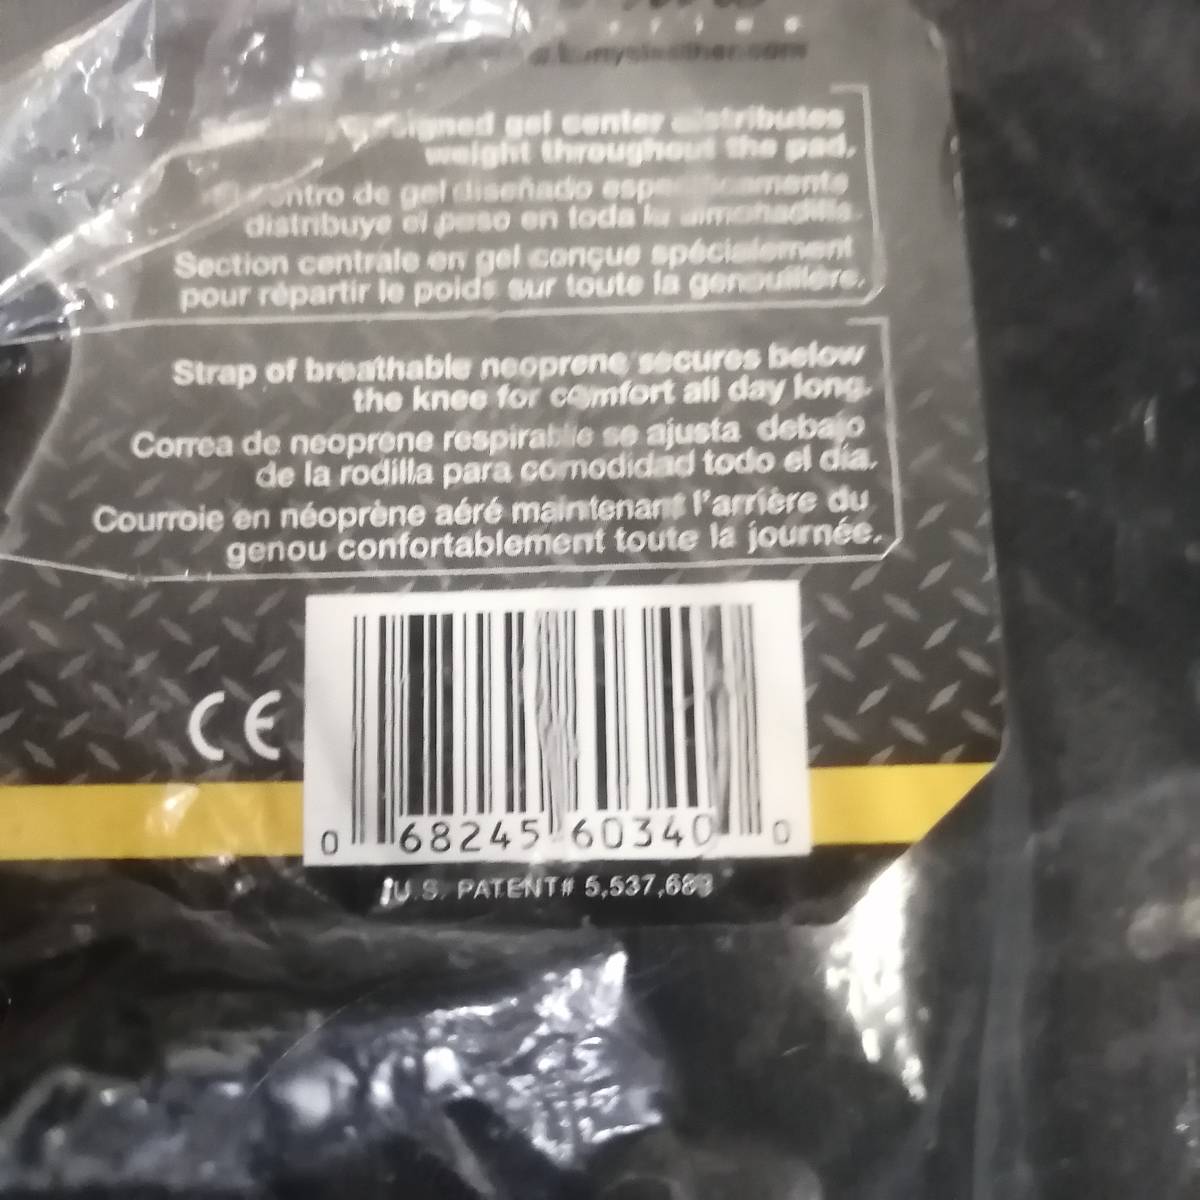 gel center distributes
weight throughout the pad.
de gel diseñado
distribuye el peso en toda la almohadilla.
Section centrale en gel conçue spécialement
pour répartir le poids sur toute la genouillère.
Strap of breathable neoprene secures below
the knee for comfort all day long.
Correa de neoprene respirable se ajusta debajo
de la rodilla para comodidad todo el día.
Courroie en néoprène aéré maintenant l'arrière du
genou confortablement toute la journée.
CE
0 68245 60340 0
U.S. PATENT# 5,537,688